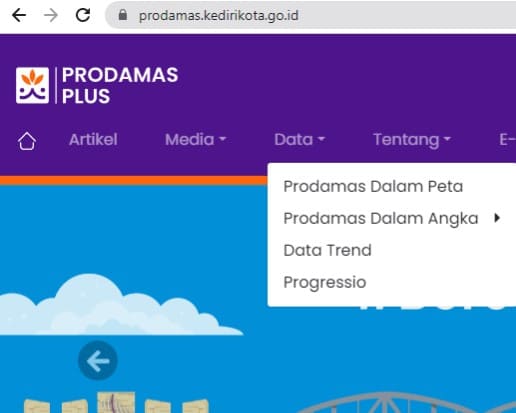 prodamas.kedirikota.go.id
PRODAMAS
PLUS
Artikel Media Data Tentang E-
Prodamas Dalam Peta
Prodamas Dalam Angka
Data Trend
Progressio